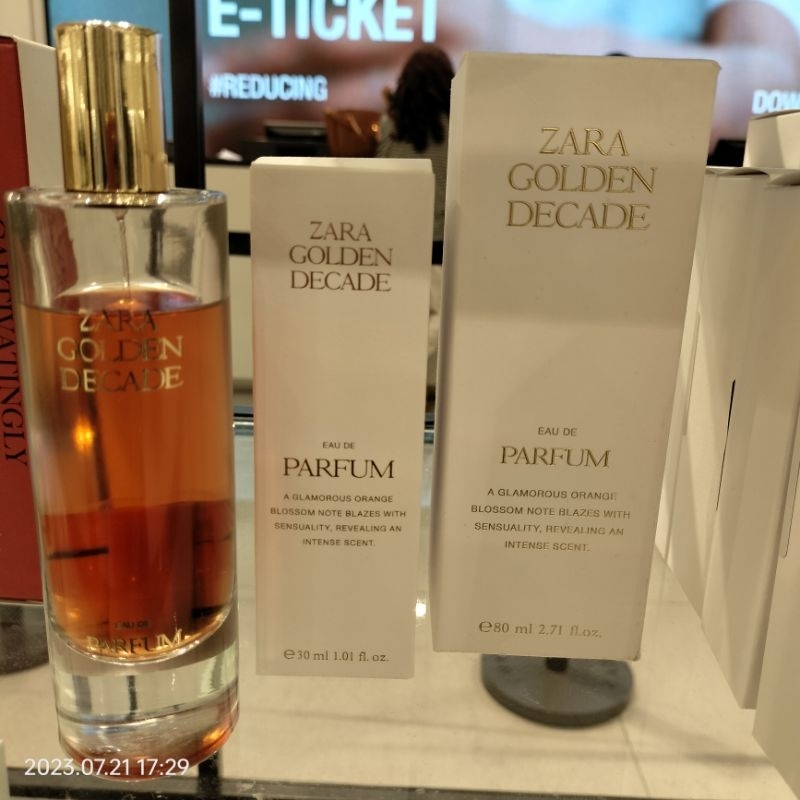 E-TICKET
#REDUCING
DOW
CAPTIVATINGLY
ZARA
GOLDEN
DECADE
EAU DE
PARFUM
ZARA
GOLDEN
DECADE
EAU DE
PARFUM
A GLAMOROUS ORANGE
BLOSSOM NOTE BLAZES WITH
SENSUALITY, REVEALING AN
INTENSE SCENT.
℮30 ml 1.01 fl. oz.
ZARA
GOLDEN
DECADE
EAU DE
PARFUM
A GLAMOROUS ORANGE
BLOSSOM NOTE BLAZES WITH
SENSUALITY, REVEALING AN
INTENSE SCENT.
℮80 ml 2.71 fl.oz.
2023.07.21 17:29